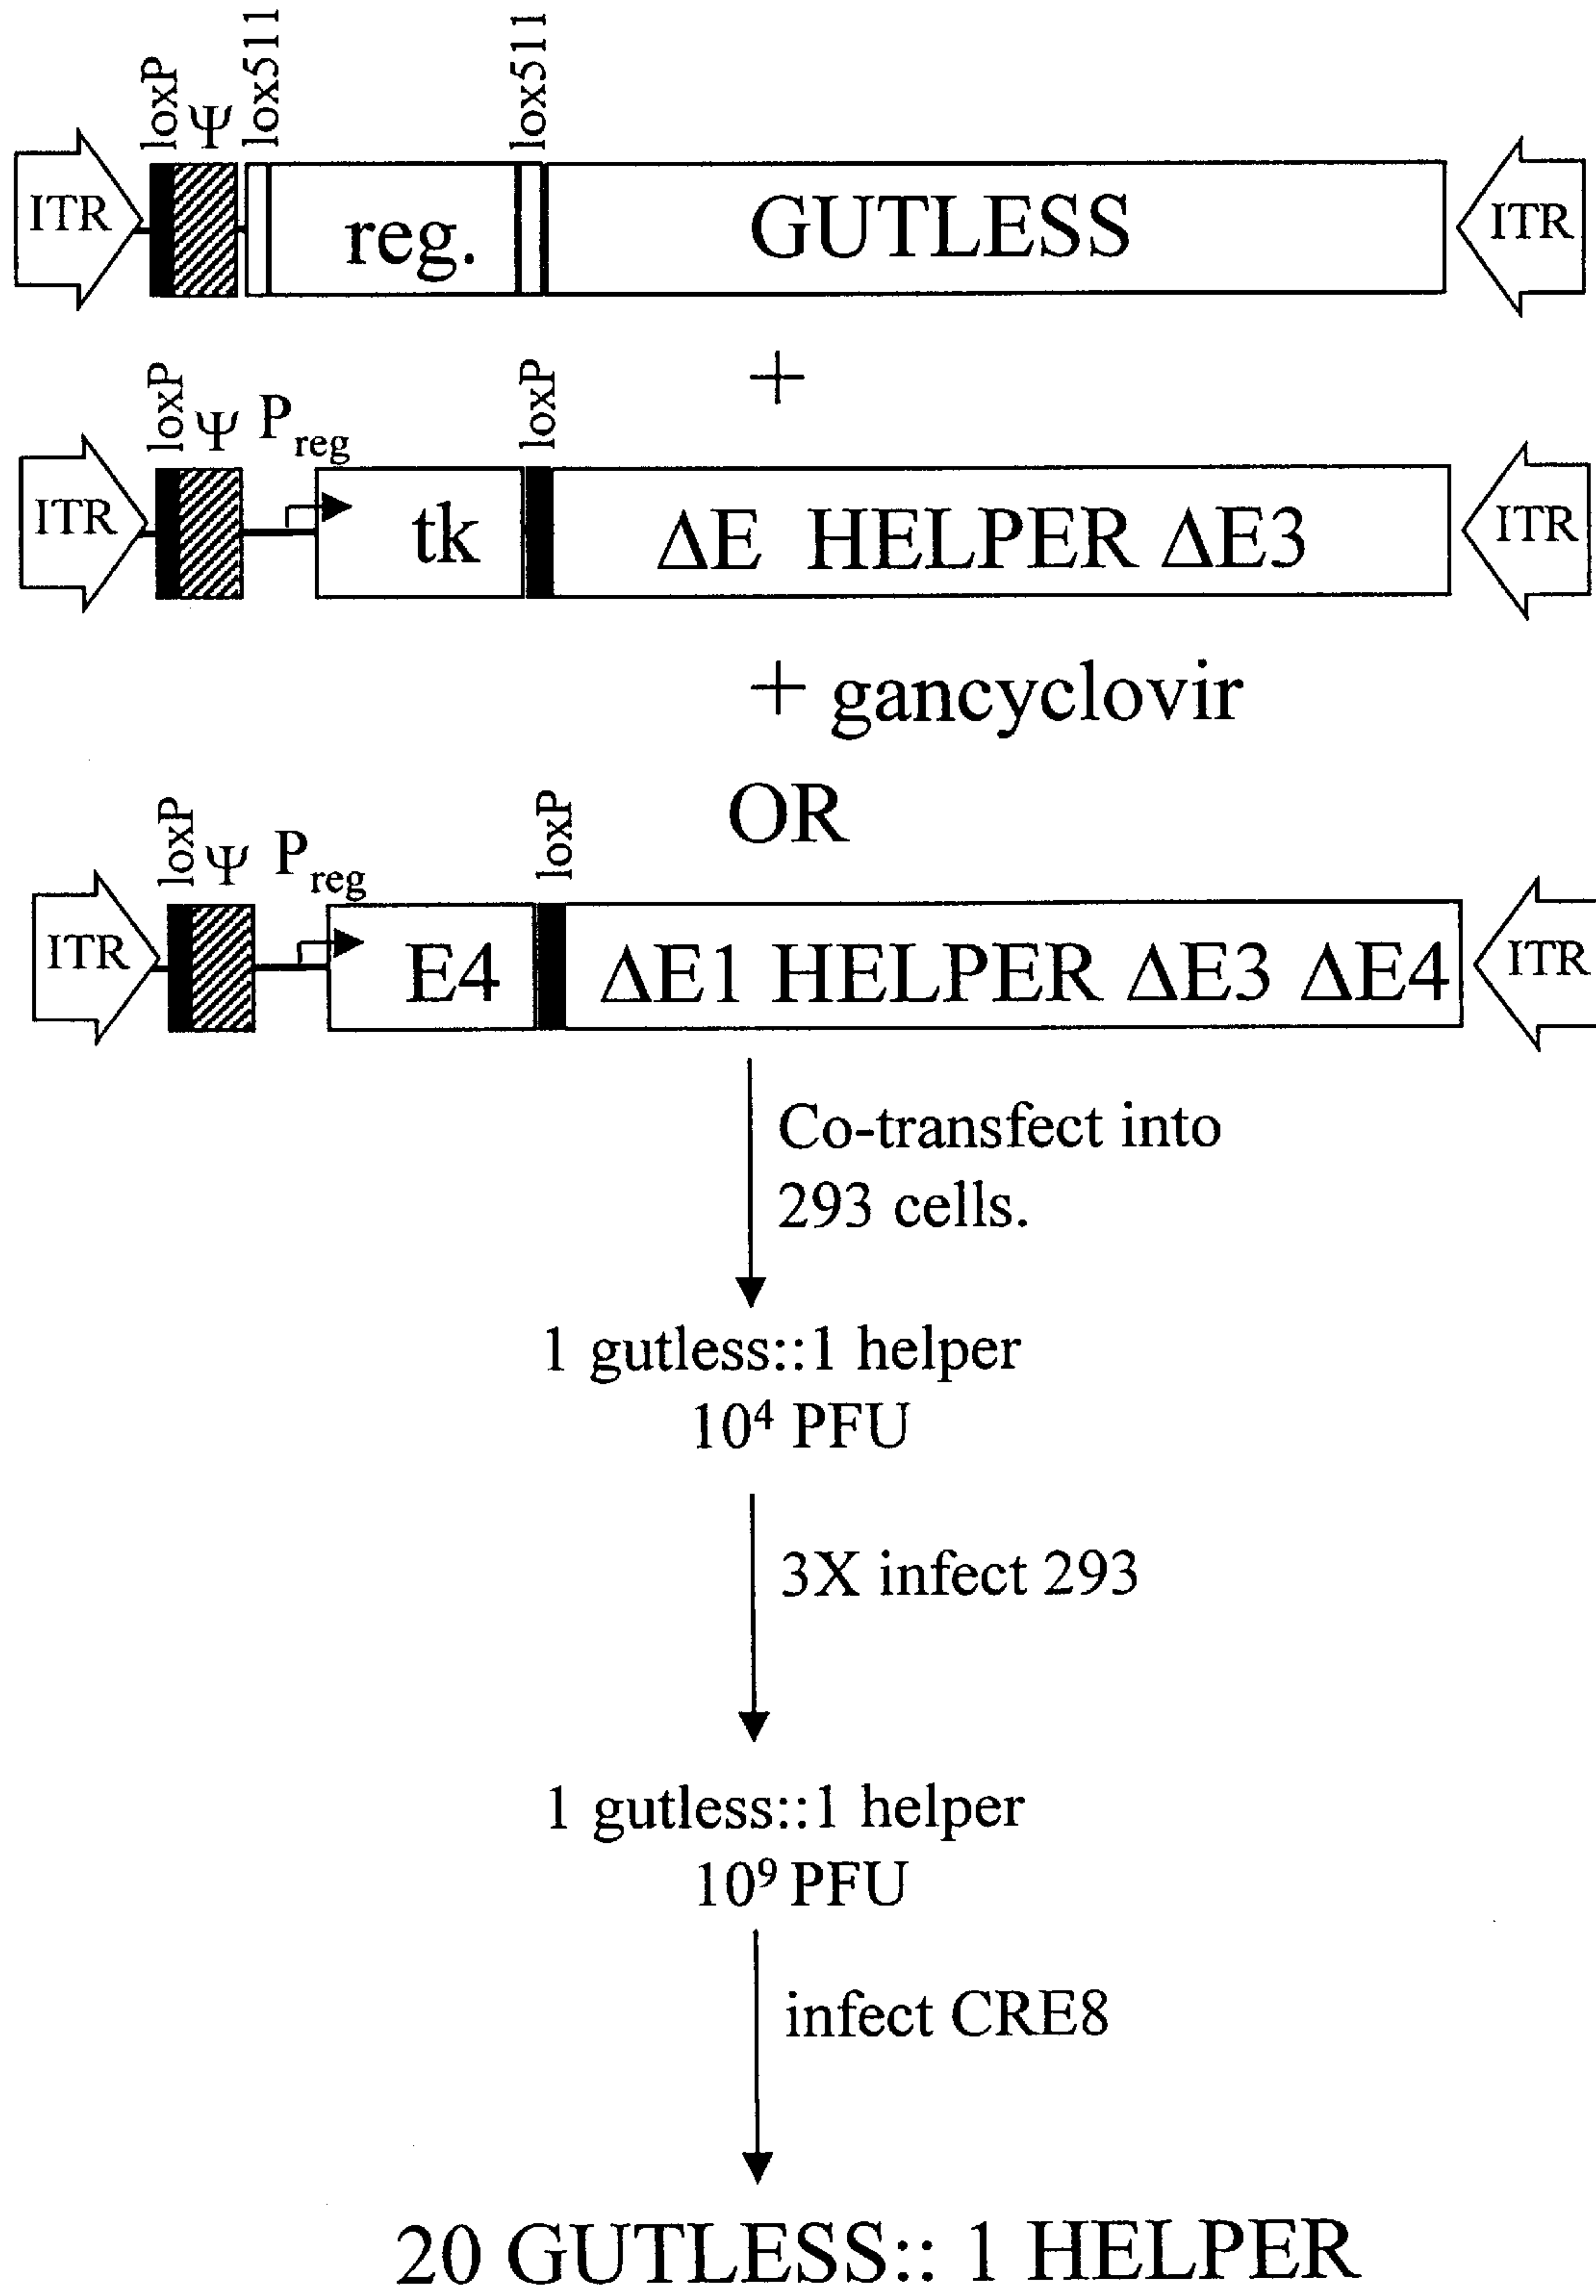 loxP Ψ lox511 lox511
ITR reg. GUTLESS ITR
+
loxP Ψ Preg loxP
ITR tk ΔE HELPER ΔE3 ITR
+ gancyclovir
OR
loxP Ψ Preg loxP
ITR E4 ΔE1 HELPER ΔE3 ΔE4 ITR
Co-transfect into
293 cells.
1 gutless::1 helper
10⁴ PFU
3X infect 293
1 gutless::1 helper
10⁹ PFU
infect CRE8
20 GUTLESS:: 1 HELPER